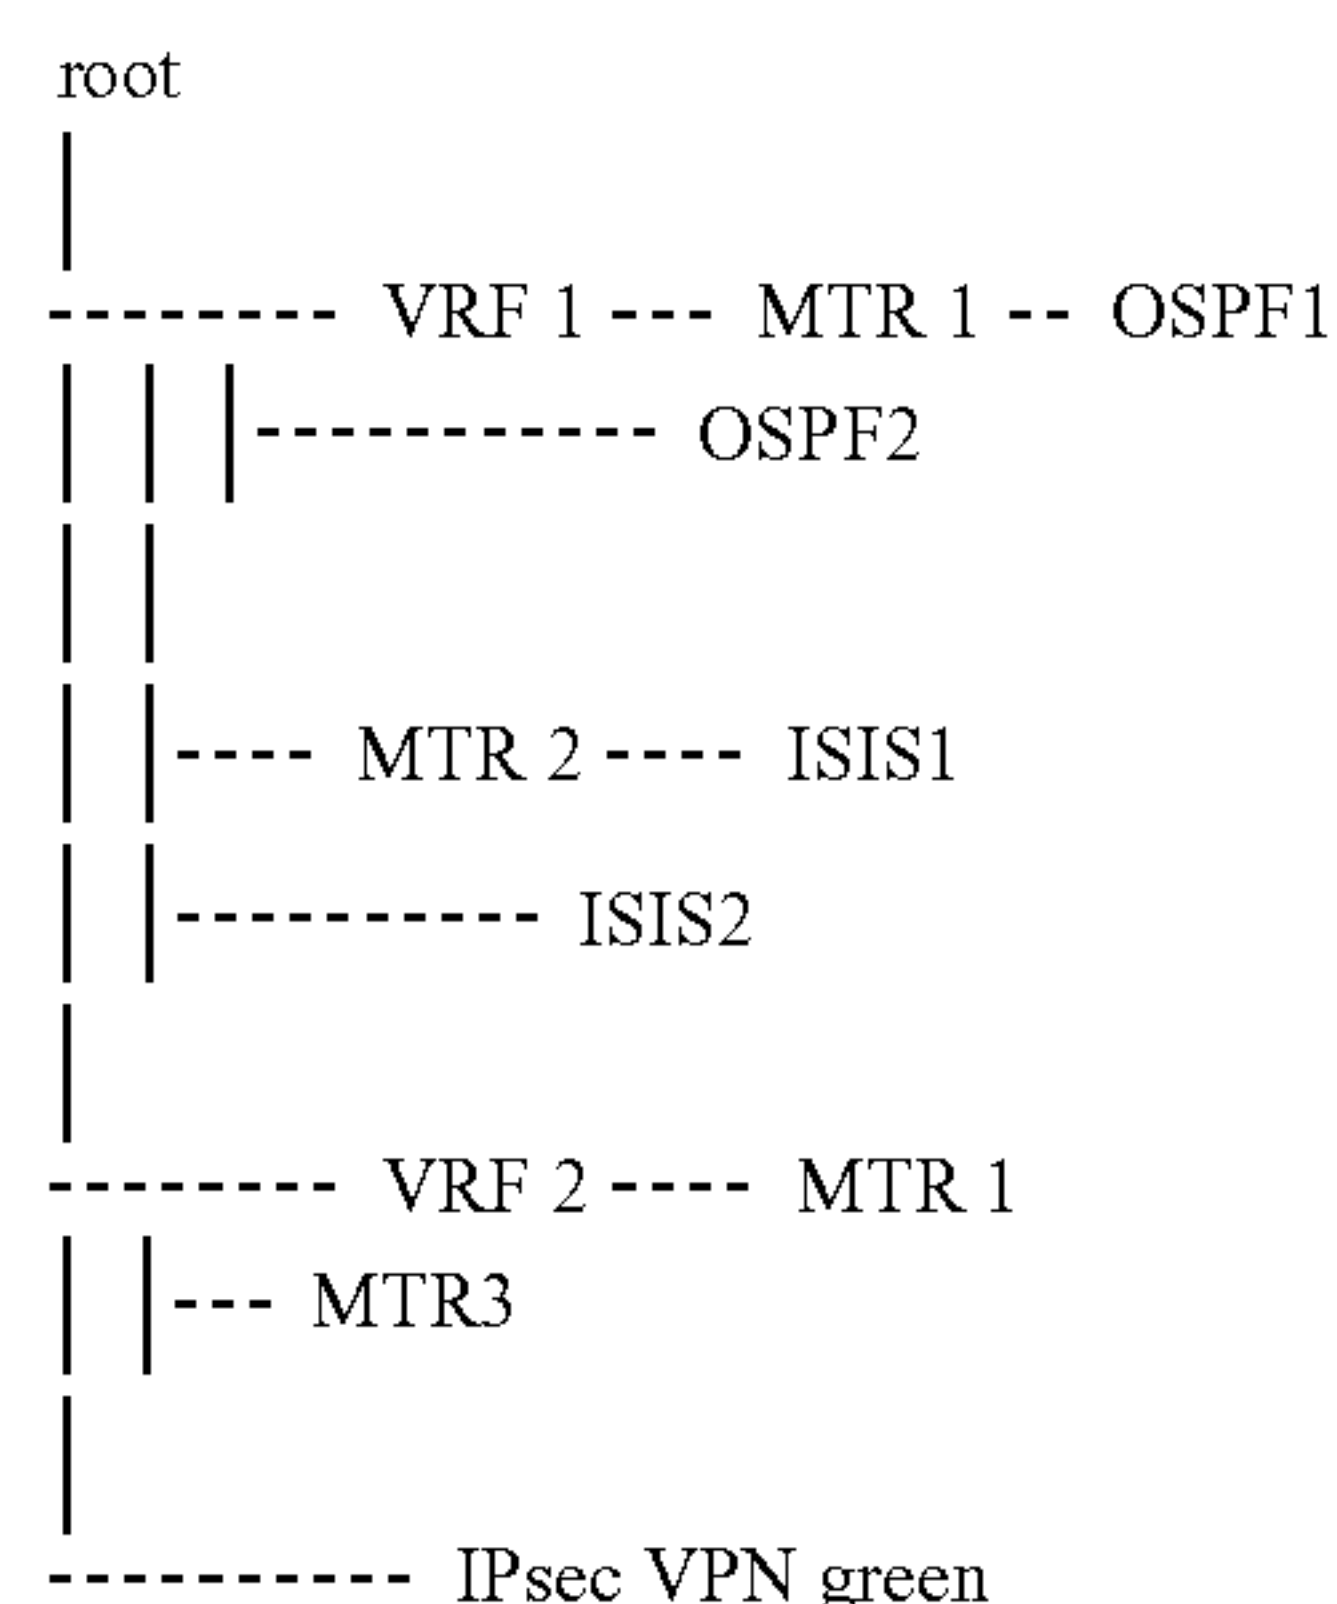 root
|
-------- VRF 1 --- MTR 1 -- OSPF1
| | |----------- OSPF2
| |
| |---- MTR 2 ---- ISIS1
| |---------- ISIS2
|
-------- VRF 2 ---- MTR 1
| |--- MTR3
|
---------- IPsec VPN green